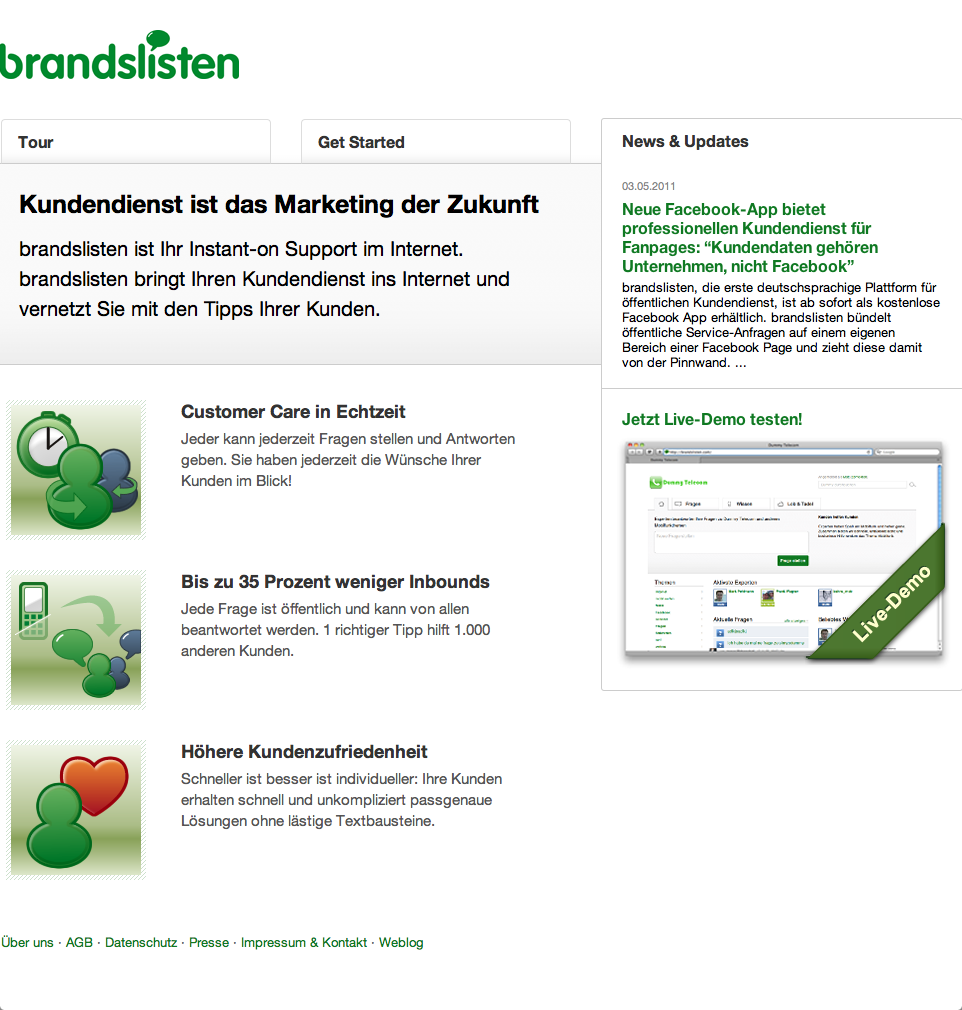 brandslisten
Tour
Get Started
Kundendienst ist das Marketing der Zukunft
brandslisten ist Ihr Instant-on Support im Internet.
brandslisten bringt Ihren Kundendienst ins Internet und
vernetzt Sie mit den Tipps Ihrer Kunden.
Customer Care in Echtzeit
Jeder kann jederzeit Fragen stellen und Antworten
geben. Sie haben jederzeit die Wünsche Ihrer
Kunden im Blick!
Bis zu 35 Prozent weniger Inbounds
Jede Frage ist öffentlich und kann von allen
beantwortet werden. 1 richtiger Tipp hilft 1.000
anderen Kunden.
Höhere Kundenzufriedenheit
Schneller ist besser ist individueller: Ihre Kunden
erhalten schnell und unkompliziert passgenaue
Lösungen ohne lästige Textbausteine.
News & Updates
03.05.2011
Neue Facebook-App bietet
professionellen Kundendienst für
Fanpages: “Kundendaten gehören
Unternehmen, nicht Facebook”
brandslisten, die erste deutschsprachige Plattform für
öffentlichen Kundendienst, ist ab sofort als kostenlose
Facebook App erhältlich. brandslisten bündelt
öffentliche Service-Anfragen auf einem eigenen
Bereich einer Facebook Page und zieht diese damit
von der Pinnwand. ...
Jetzt Live-Demo testen!
Dummy Telecom
Dummy Telecom
Fragen
Wissen
Lob & Tadel
Frage stellen
Themen
Aktivste Experten
Aktuelle Fragen
Live-Demo
Über uns · AGB · Datenschutz · Presse · Impressum & Kontakt · Weblog